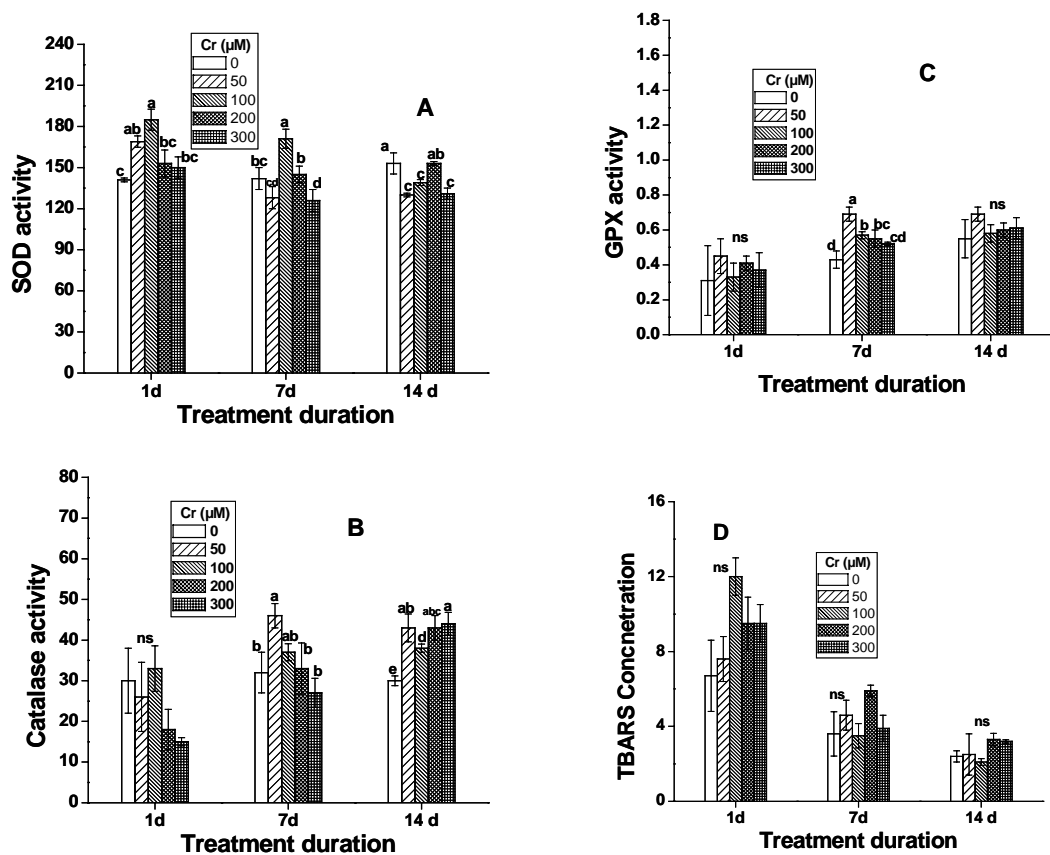 240
210
180
150
120
90
60
30
0
SOD activity
Cr (µM)
0
50
100
200
300
A
c ab a bc bc
bc cd a b d
a c c ab c
1d 7d 14 d
Treatment duration
1.8
1.6
1.4
1.2
1.0
0.8
0.6
0.4
0.2
0.0
GPX activity
Cr (µM)
0
50
100
200
300
C
ns
d a b bc cd
ns
1d 7d 14 d
Treatment duration
80
70
60
50
40
30
20
10
0
Catalase activity
Cr (µM)
0
50
100
200
300
B
ns
b a ab b b
e ab d abc a
1d 7d 14 d
Treatment duration
16
12
8
4
0
TBARS Concnetration
D
Cr (µM)
0
50
100
200
300
ns
ns
ns
1d 7d 14 d
Treatment duration